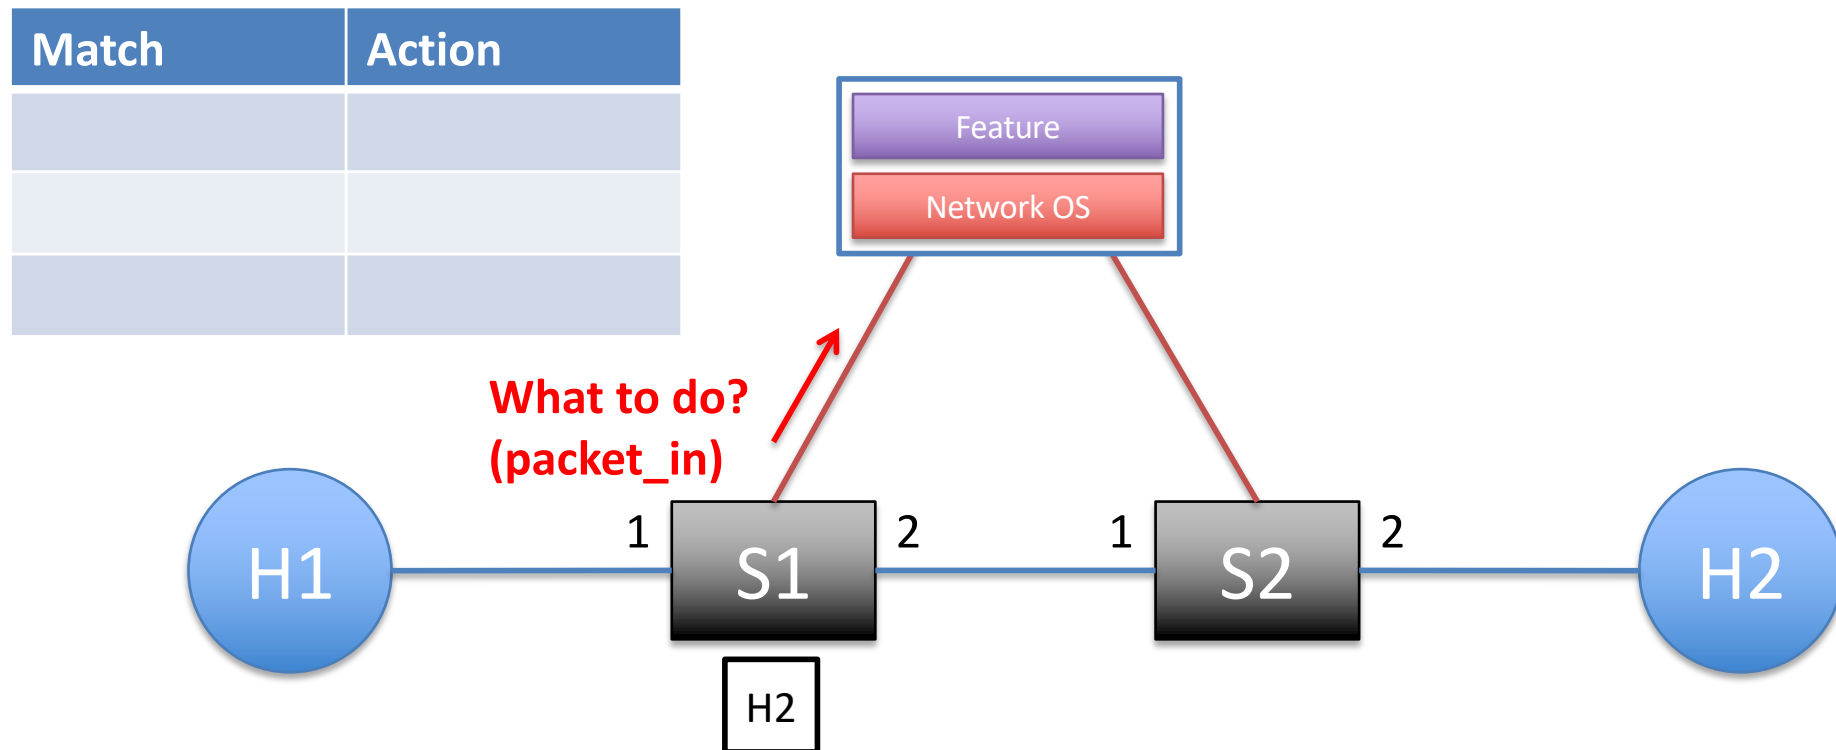 Match Action
Feature
Network OS
What to do?
(packet_in)
1 2 1 2
H1 S1 S2 H2
H2